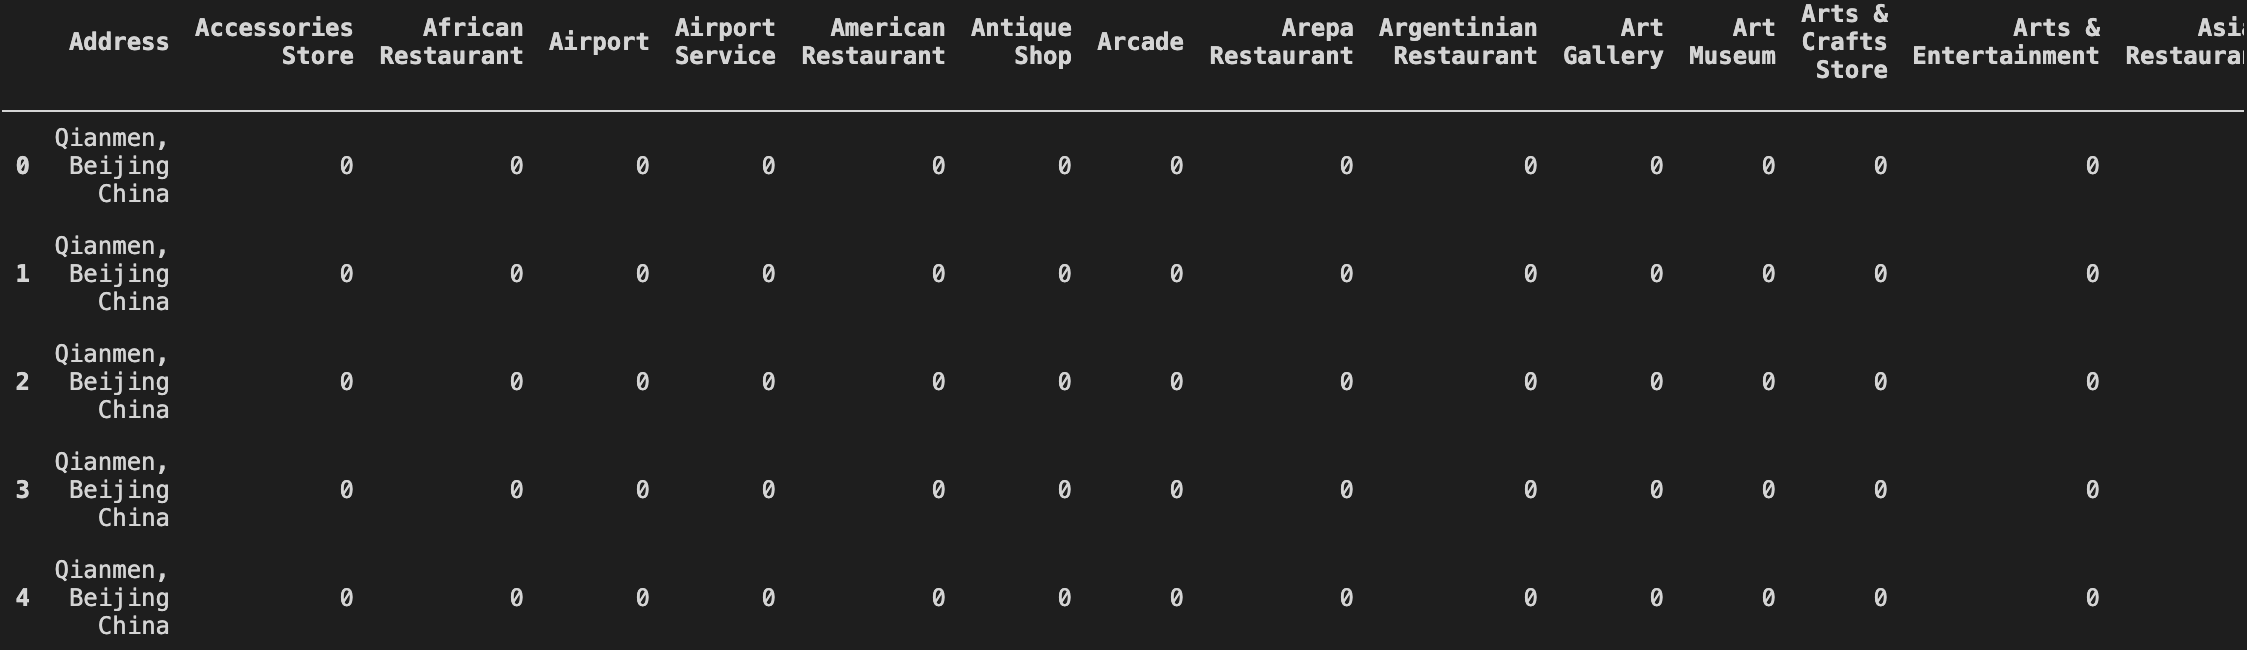 Address Accessories Store African Restaurant Airport Airport Service American Restaurant Antique Shop Arcade Arepa Restaurant Argentinian Restaurant Art Gallery Art Museum Arts & Crafts Store Arts & Entertainment
0 Qianmen, Beijing China 0 0 0 0 0 0 0 0 0 0 0 0 0
1 Qianmen, Beijing China 0 0 0 0 0 0 0 0 0 0 0 0 0
2 Qianmen, Beijing China 0 0 0 0 0 0 0 0 0 0 0 0 0
3 Qianmen, Beijing China 0 0 0 0 0 0 0 0 0 0 0 0 0
4 Qianmen, Beijing China 0 0 0 0 0 0 0 0 0 0 0 0 0